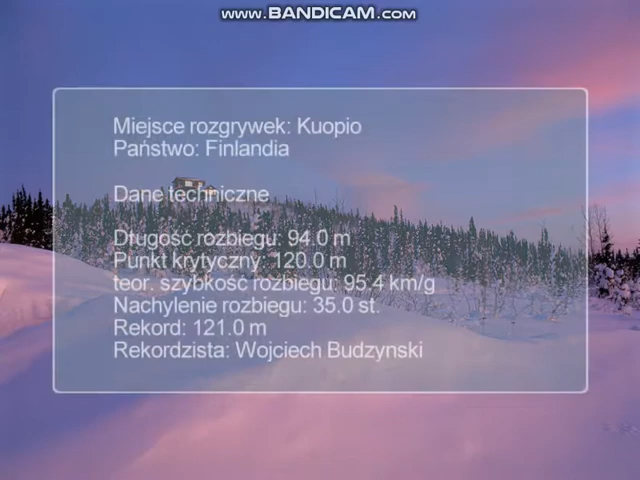 www.BANDICAM.com
Miejsce rozgrywek: Kuopio
Państwo: Finlandia
Dane techniczne
Długość rozbiegu: 94.0 m
Punkt krytyczny: 120.0 m
teor. szybkość rozbiegu: 95.4 km/g
Nachylenie rozbiegu: 35.0 st.
Rekord: 121.0 m
Rekordzista: Wojciech Budzynski